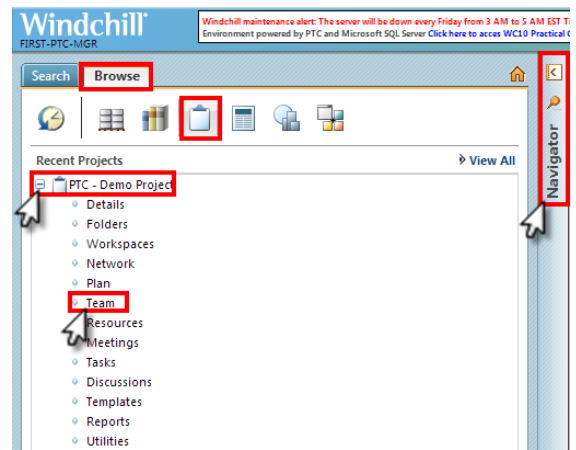 Windchill
FIRST-PTC-MGR
Windchill maintenance alert: The server will be down every Friday from 3 AM to 5 AM EST Ti
Environment powered by PTC and Microsoft SQL Server Click here to acces WC10 Practical
Search Browse
Navigator
Recent Projects View All
PTC - Demo Project
Details
Folders
Workspaces
Network
Plan
Team
Resources
Meetings
Tasks
Discussions
Templates
Reports
Utilities